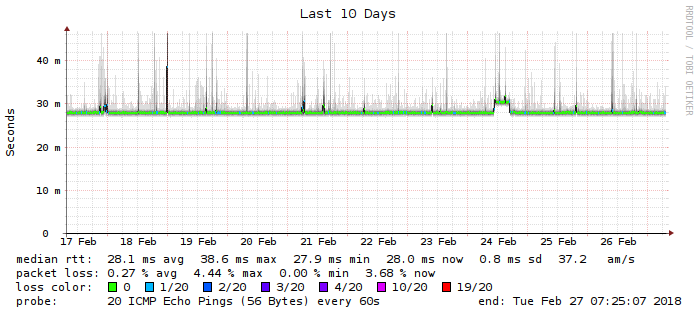 Last 10 Days
RRDTOOL / TOBI OETIKER
Seconds
40 m
30 m
20 m
10 m
0
17 Feb 18 Feb 19 Feb 20 Feb 21 Feb 22 Feb 23 Feb 24 Feb 25 Feb 26 Feb
median rtt: 28.1 ms avg 38.6 ms max 27.9 ms min 28.0 ms now 0.8 ms sd 37.2 am/s
packet loss: 0.27 % avg 4.44 % max 0.00 % min 3.68 % now
loss color: 0 1/20 2/20 3/20 4/20 10/20 19/20
probe: 20 ICMP Echo Pings (56 Bytes) every 60s end: Tue Feb 27 07:25:07 2018